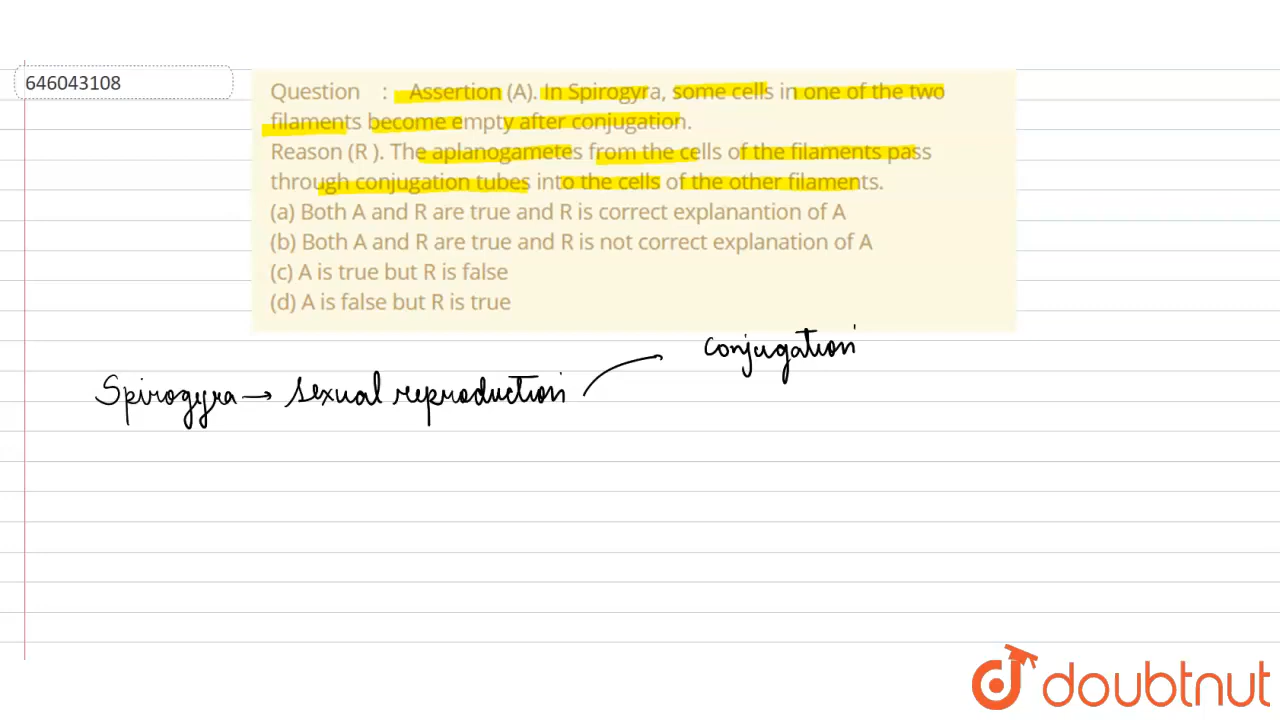 646043108
Question : Assertion (A). In Spirogyra, some cells in one of the two
filaments become empty after conjugation.
Reason (R ). The aplanogametes from the cells of the filaments pass
through conjugation tubes into the cells of the other filaments.
(a) Both A and R are true and R is correct explanantion of A
(b) Both A and R are true and R is not correct explanation of A
(c) A is true but R is false
(d) A is false but R is true
conjugation
Spirogyra → sexual reproduction
doubtnut